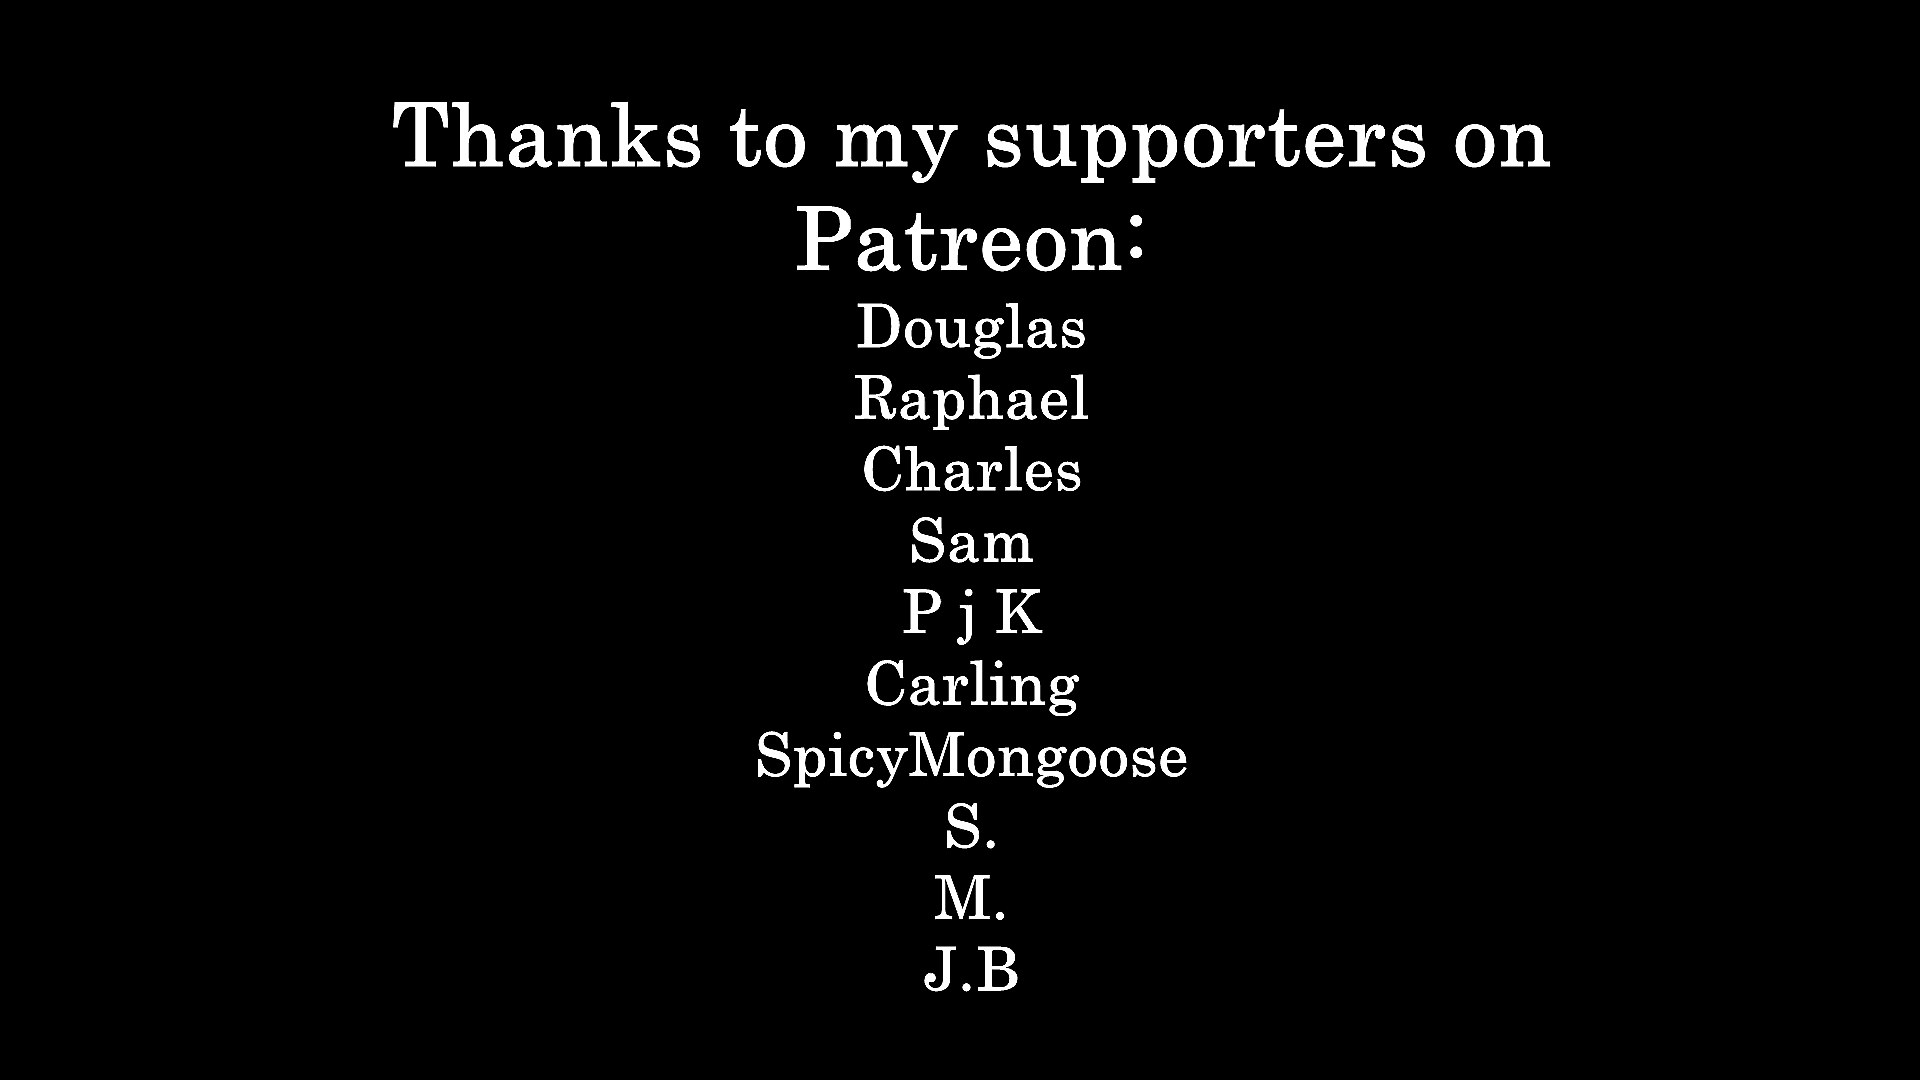 Thanks to my supporters on
Patreon:
Douglas
Raphael
Charles
Sam
P j K
Carling
SpicyMongoose
S.
M.
J.B